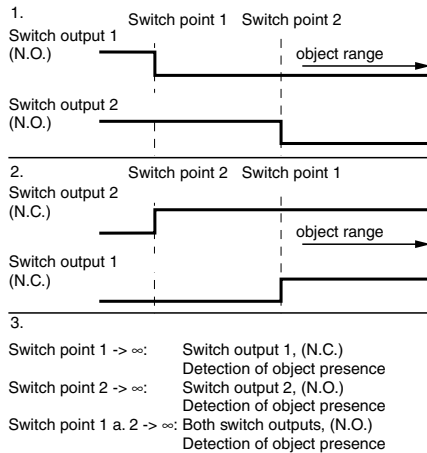 1.
Switch point 1 Switch point 2
Switch output 1
(N.O.)
object range
Switch output 2
(N.O.)
2.
Switch point 2 Switch point 1
Switch output 2
(N.C.)
object range
Switch output 1
(N.C.)
3.
Switch point 1 -> ∞: Switch output 1, (N.C.)
Detection of object presence
Switch point 2 -> ∞: Switch output 2, (N.O.)
Detection of object presence
Switch point 1 a. 2 -> ∞: Both switch outputs, (N.O.)
Detection of object presence